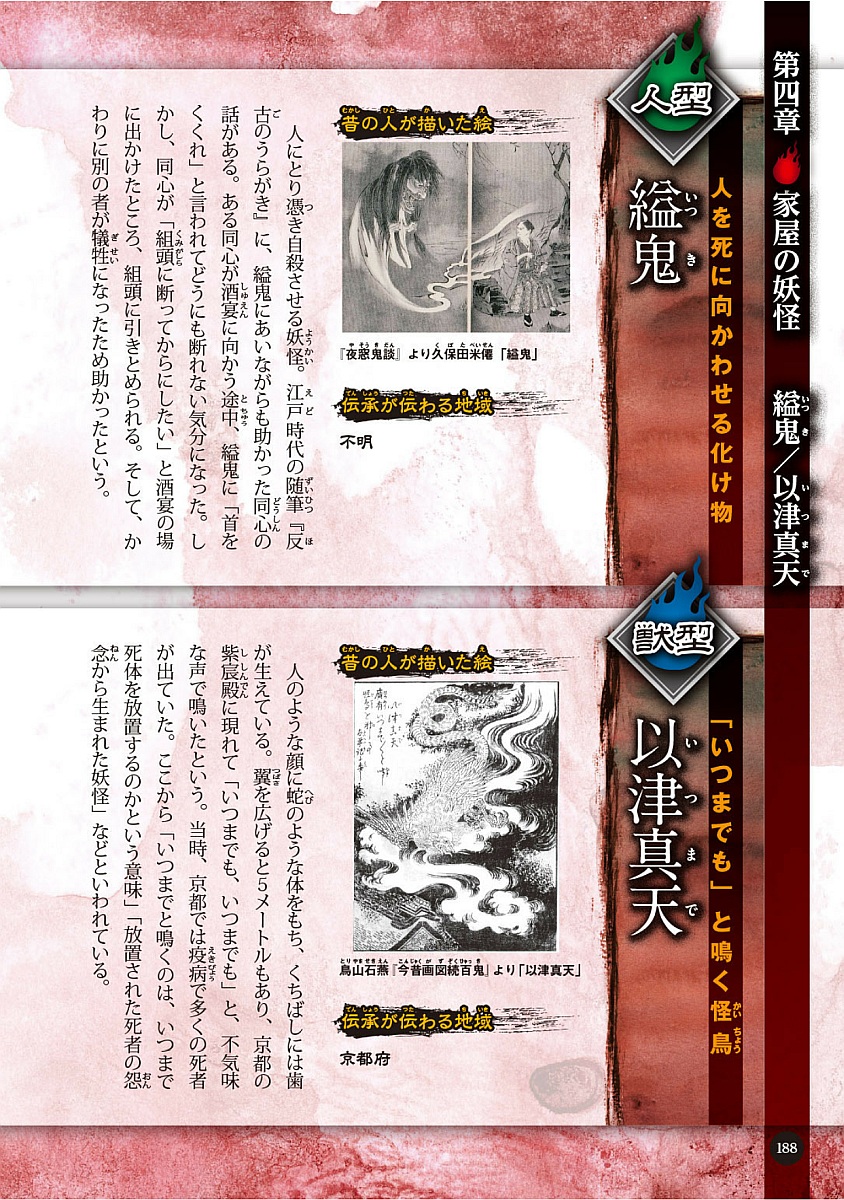 第四章 家屋の妖怪 縊鬼／以津真天
人型
人を死に向かわせる化け物
縊鬼
昔の人が描いた絵
『夜窓鬼談』より久保田米僊「縊鬼」
伝承が伝わる地域
不明
人にとり憑き自殺させる妖怪。江戸時代の随筆『反
古のうらがき』に、縊鬼にあいながらも助かった同心の
話がある。ある同心が酒宴に向かう途中、縊鬼に「首を
くくれ」と言われてどうにも断れない気分になった。し
かし、同心が「組頭に断ってからにしたい」と酒宴の場
に出かけたところ、組頭に引きとめられる。そして、か
わりに別の者が犠牲になったため助かったという。
獣型
「いつまでも」と鳴く怪鳥
以津真天
昔の人が描いた絵
鳥山石燕『今昔画図続百鬼』より「以津真天」
伝承が伝わる地域
京都府
人のような顔に蛇のような体をもち、くちばしには歯
が生えている。翼を広げると5メートルもあり、京都の
紫宸殿に現れて「いつまでも、いつまでも」と、不気味
な声で鳴いたという。当時、京都では疫病で多くの死者
が出ていた。ここから「いつまでと鳴くのは、いつまで
死体を放置するのかという意味」「放置された死者の怨
念から生まれた妖怪」などといわれている。
188